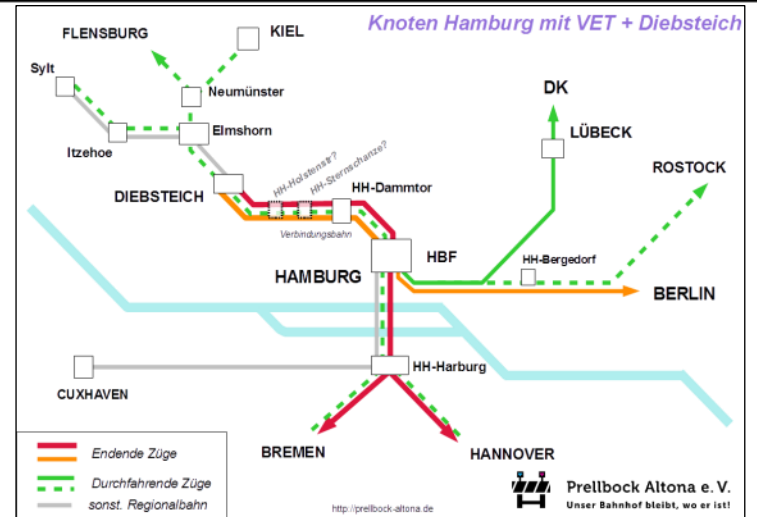 Knoten Hamburg mit VET + Diebsteich
FLENSBURG
KIEL
Sylt
Neumünster
DK
Itzehoe
Elmshorn
LÜBECK
ROSTOCK
HH-Holstenstr?
HH-Sternschanze?
DIEBSTEICH
HH-Dammtor
Verbindungsbahn
HBF
HH-Bergedorf
HAMBURG
BERLIN
HH-Harburg
CUXHAVEN
BREMEN
HANNOVER
Endende Züge
Durchfahrende Züge
sonst. Regionalbahn
http://prellbock-altona.de
Prellbock Altona e. V.
Unser Bahnhof bleibt, wo er ist!